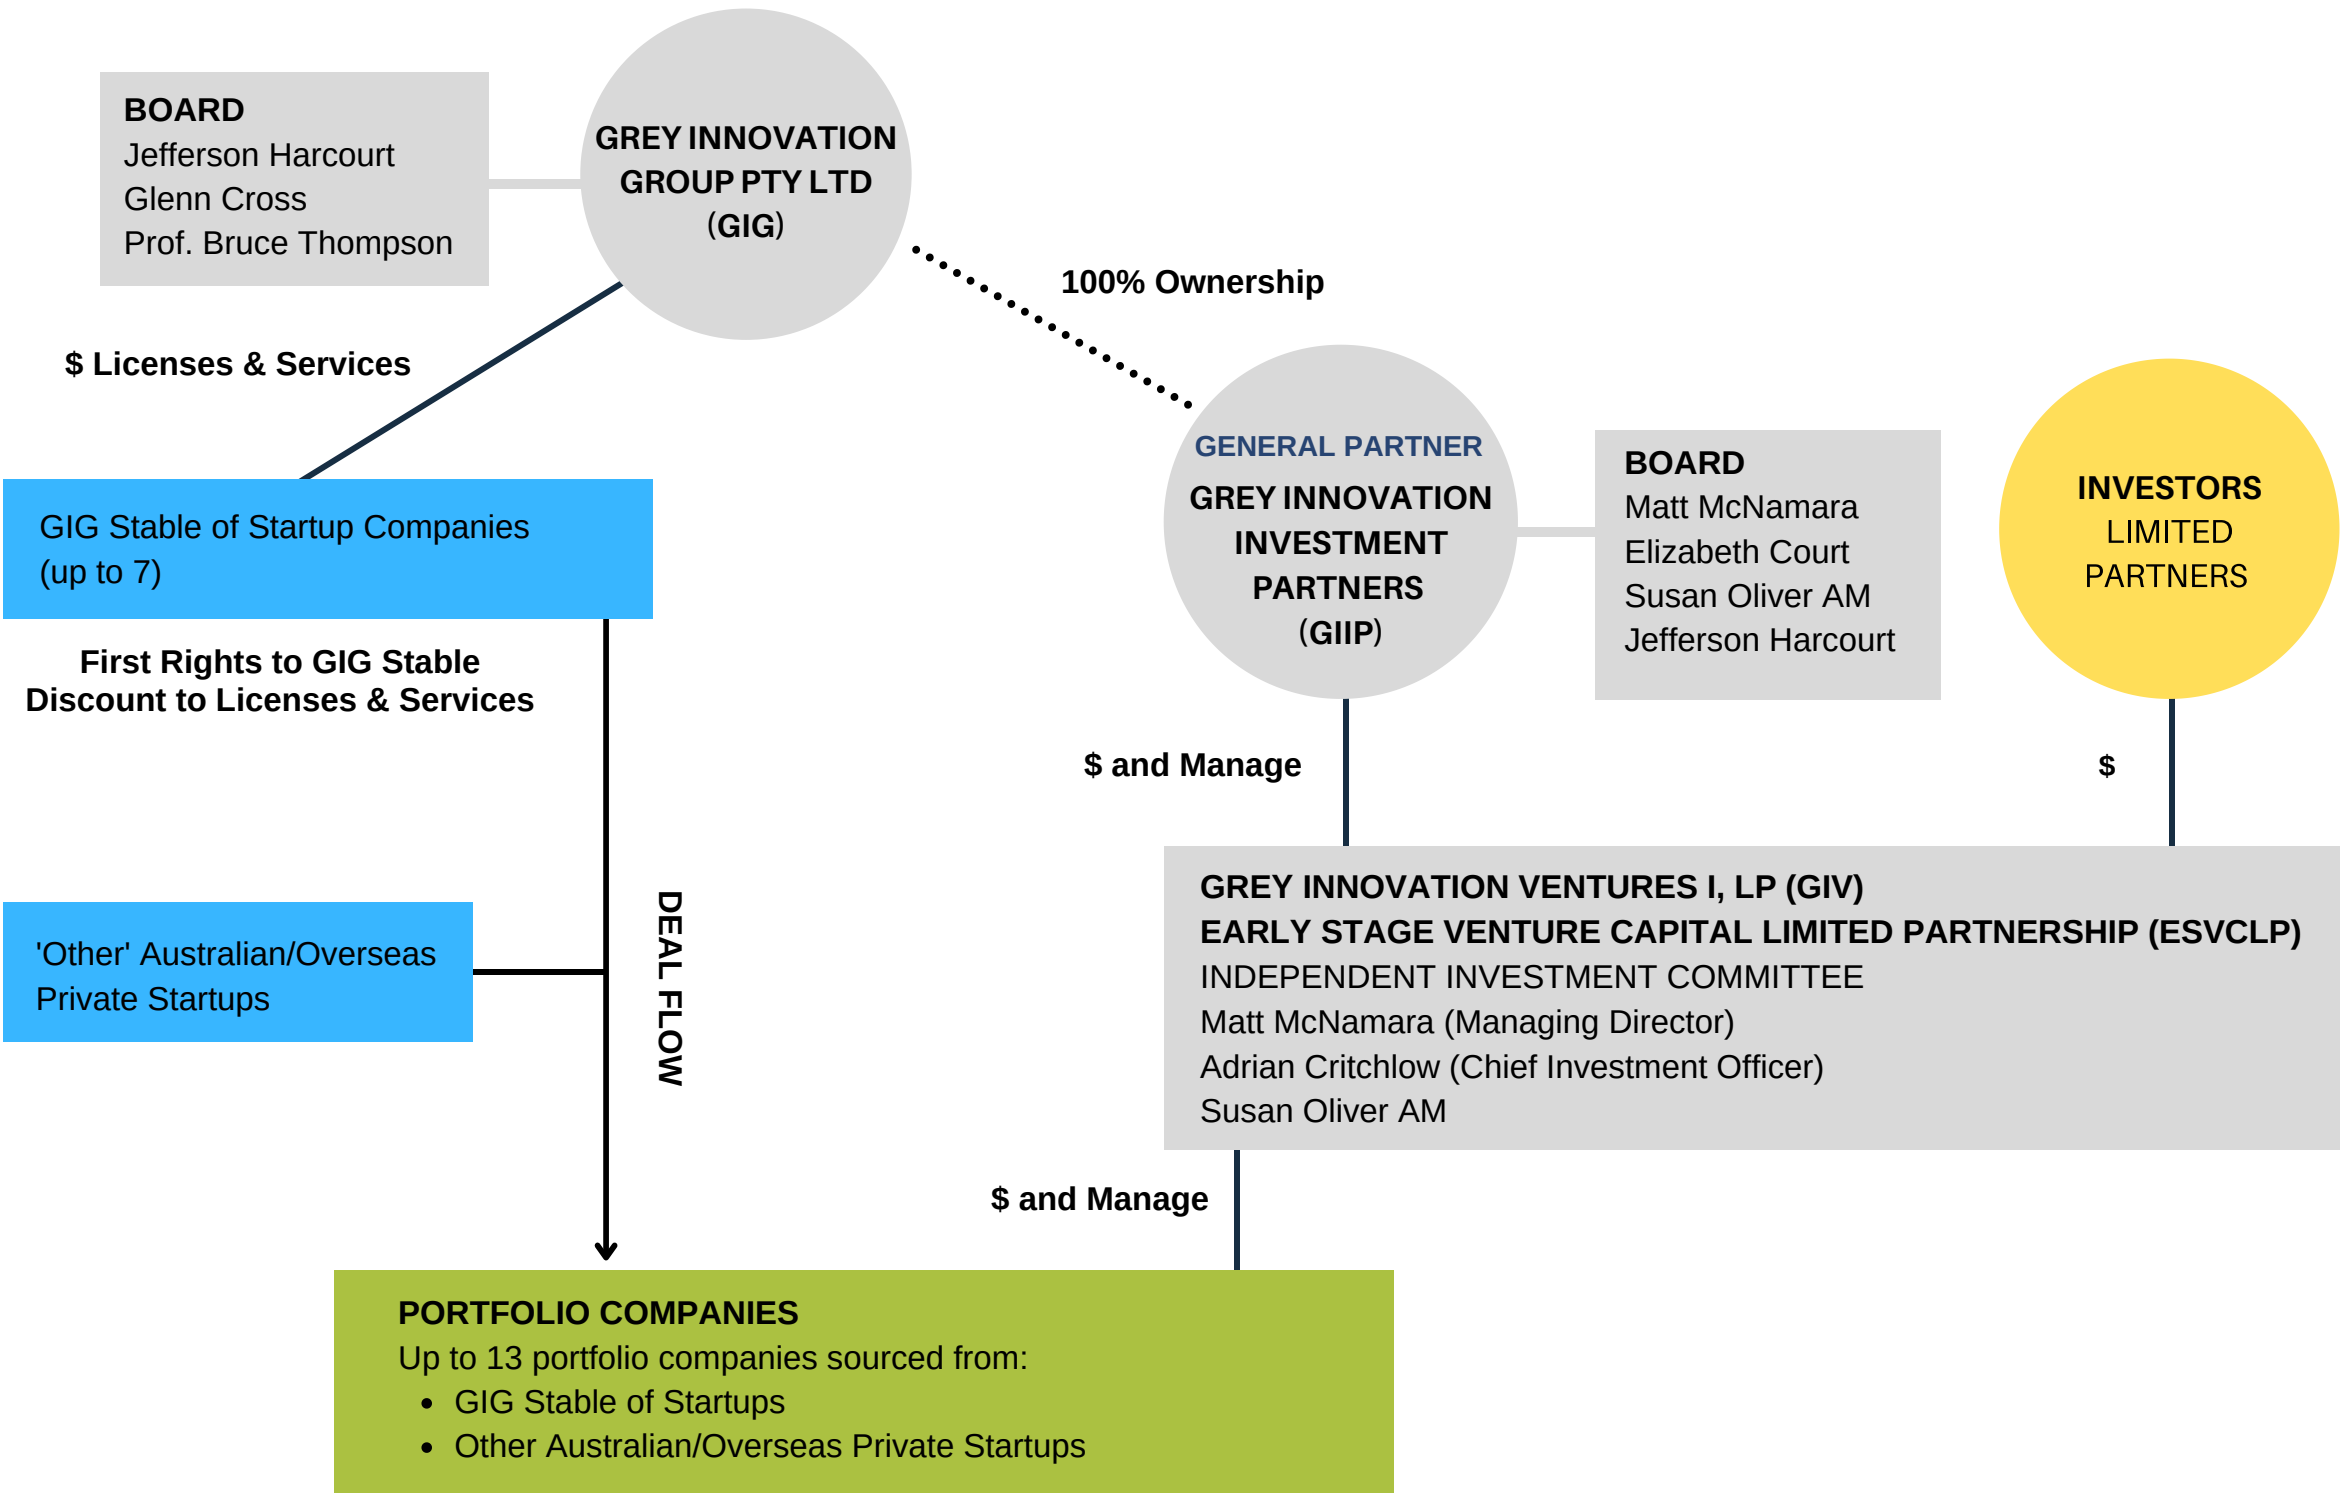 BOARD
Jefferson Harcourt
Glenn Cross
Prof. Bruce Thompson
GREY INNOVATION
GROUP PTY LTD
(GIG)
100% Ownership
$ Licenses & Services
GENERAL PARTNER
GREY INNOVATION
INVESTMENT
PARTNERS
(GIIP)
BOARD
Matt McNamara
Elizabeth Court
Susan Oliver AM
Jefferson Harcourt
INVESTORS
LIMITED
PARTNERS
GIG Stable of Startup Companies
(up to 7)
First Rights to GIG Stable
Discount to Licenses & Services
$ and Manage
$
'Other' Australian/Overseas
Private Startups
DEAL FLOW
GREY INNOVATION VENTURES I, LP (GIV)
EARLY STAGE VENTURE CAPITAL LIMITED PARTNERSHIP (ESVCLP)
INDEPENDENT INVESTMENT COMMITTEE
Matt McNamara (Managing Director)
Adrian Critchlow (Chief Investment Officer)
Susan Oliver AM
$ and Manage
PORTFOLIO COMPANIES
Up to 13 portfolio companies sourced from:
• GIG Stable of Startups
• Other Australian/Overseas Private Startups